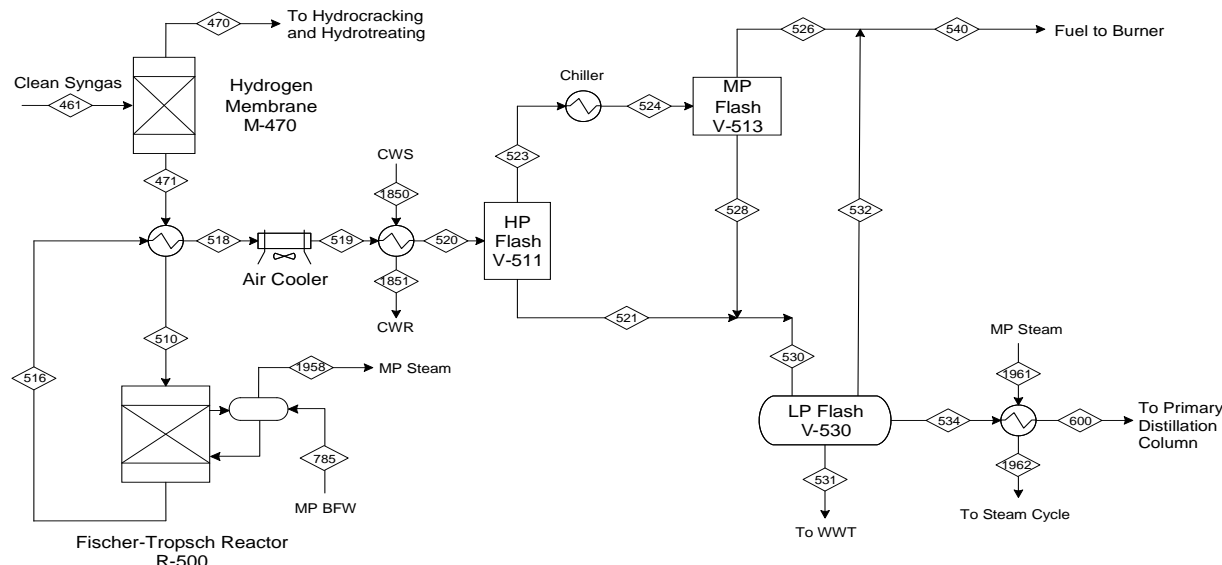 470
To Hydrocracking
and Hydrotreating
526
540
Fuel to Burner
Clean Syngas
461
Hydrogen
Membrane
M-470
Chiller
524
MP
Flash
V-513
523
471
CWS
1850
528
532
518
519
520
HP
Flash
V-511
Air Cooler
1851
CWR
521
510
530
MP Steam
516
1958
MP Steam
1961
LP Flash
V-530
534
600
To Primary
Distillation
Column
785
1962
531
MP BFW
To WWT
To Steam Cycle
Fischer-Tropsch Reactor
R-500